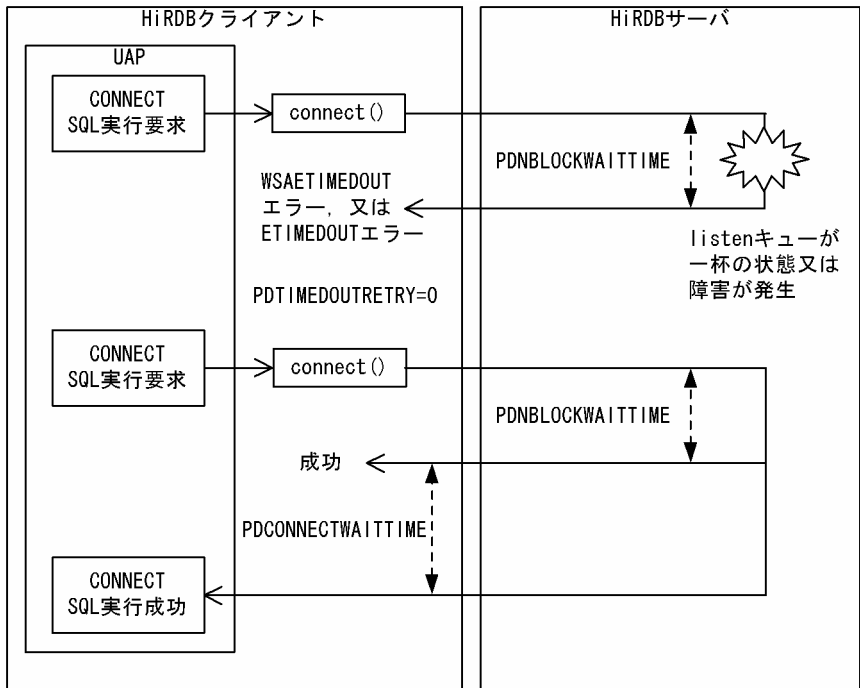 HiRDBクライアント
HiRDBサーバ
UAP
CONNECT
SQL実行要求
connect()
PDNBLOCKWAITTIME
WSAETIMEDOUT
エラー，又は
ETIMEDOUTエラー
listenキューが
一杯の状態又は
障害が発生
PDTIMEDOUTRETRY=0
CONNECT
SQL実行要求
connect()
PDNBLOCKWAITTIME
成功
PDCONNECTWAITTIME
CONNECT
SQL実行成功